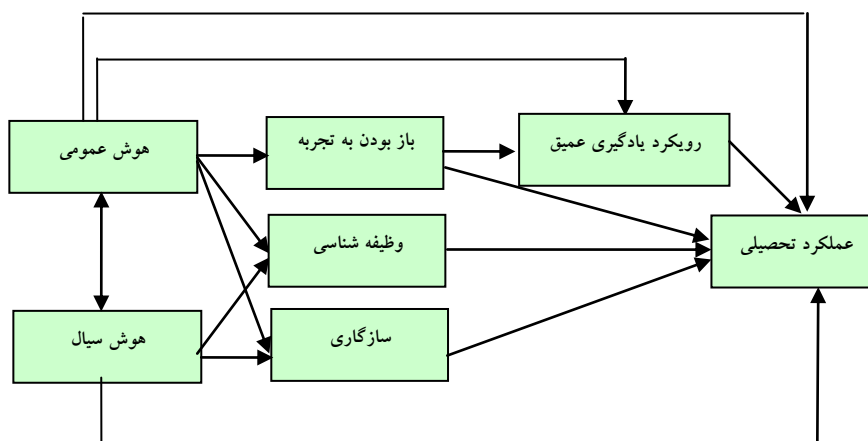 هوش عمومی
باز بودن به تجربه
رویکرد یادگیری عمیق
وظیفه شناسی
عملکرد تحصیلی
هوش سیال
سازگاری